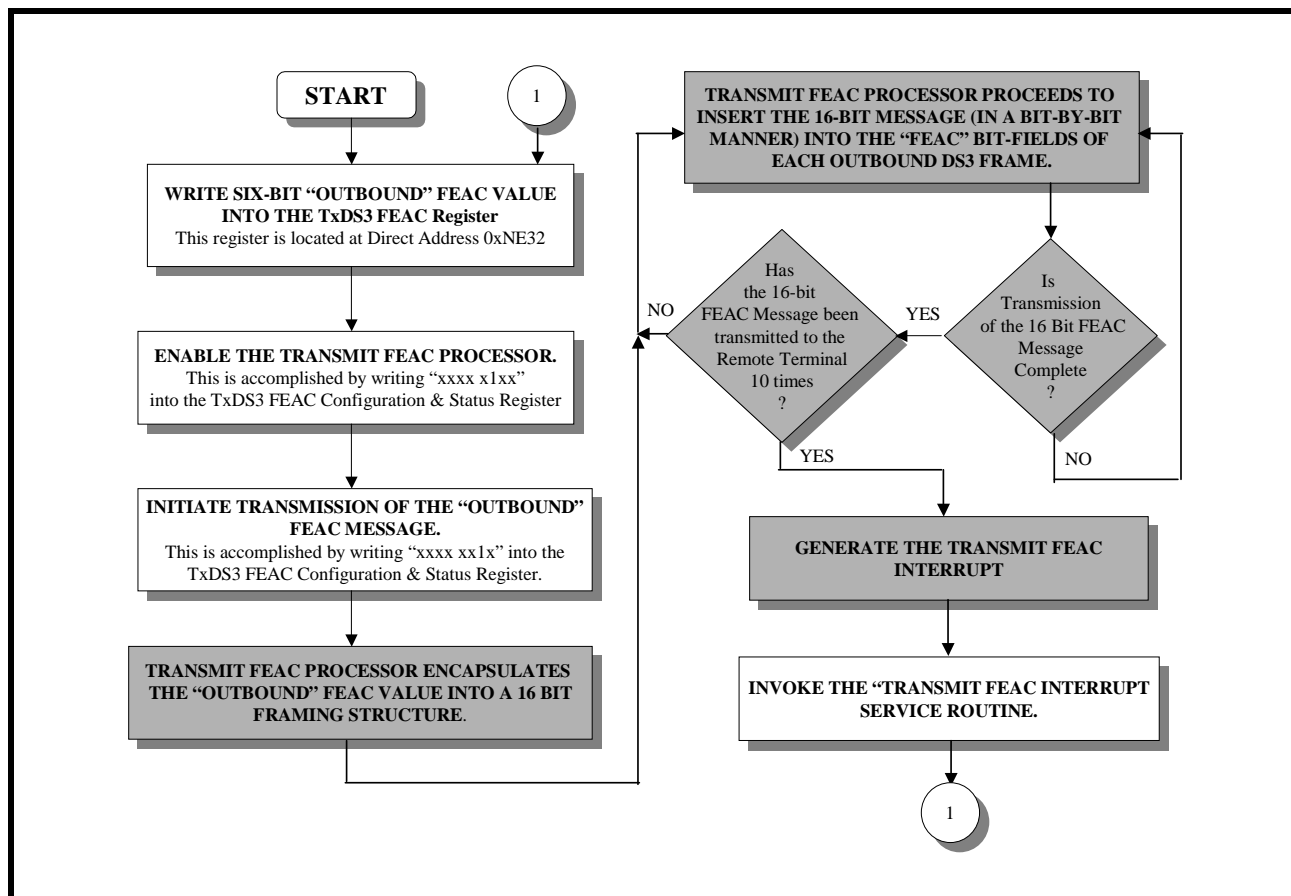 START
1
WRITE SIX-BIT “OUTBOUND” FEAC VALUE
INTO THE TxDS3 FEAC Register
This register is located at Direct Address 0xNE32
ENABLE THE TRANSMIT FEAC PROCESSOR.
This is accomplished by writing “xxxx x1xx”
into the TxDS3 FEAC Configuration & Status Register
INITIATE TRANSMISSION OF THE “OUTBOUND”
FEAC MESSAGE.
This is accomplished by writing “xxxx xx1x” into the
TxDS3 FEAC Configuration & Status Register.
TRANSMIT FEAC PROCESSOR ENCAPSULATES
THE “OUTBOUND” FEAC VALUE INTO A 16 BIT
FRAMING STRUCTURE.
TRANSMIT FEAC PROCESSOR PROCEEDS TO
INSERT THE 16-BIT MESSAGE (IN A BIT-BY-BIT
MANNER) INTO THE “FEAC” BIT-FIELDS OF
EACH OUTBOUND DS3 FRAME.
Is
Transmission
of the 16 Bit FEAC
Message
Complete
?
NO
YES
Has
the 16-bit
FEAC Message been
transmitted to the
Remote Terminal
10 times
?
NO
YES
GENERATE THE TRANSMIT FEAC
INTERRUPT
INVOKE THE “TRANSMIT FEAC INTERRUPT
SERVICE ROUTINE.
1